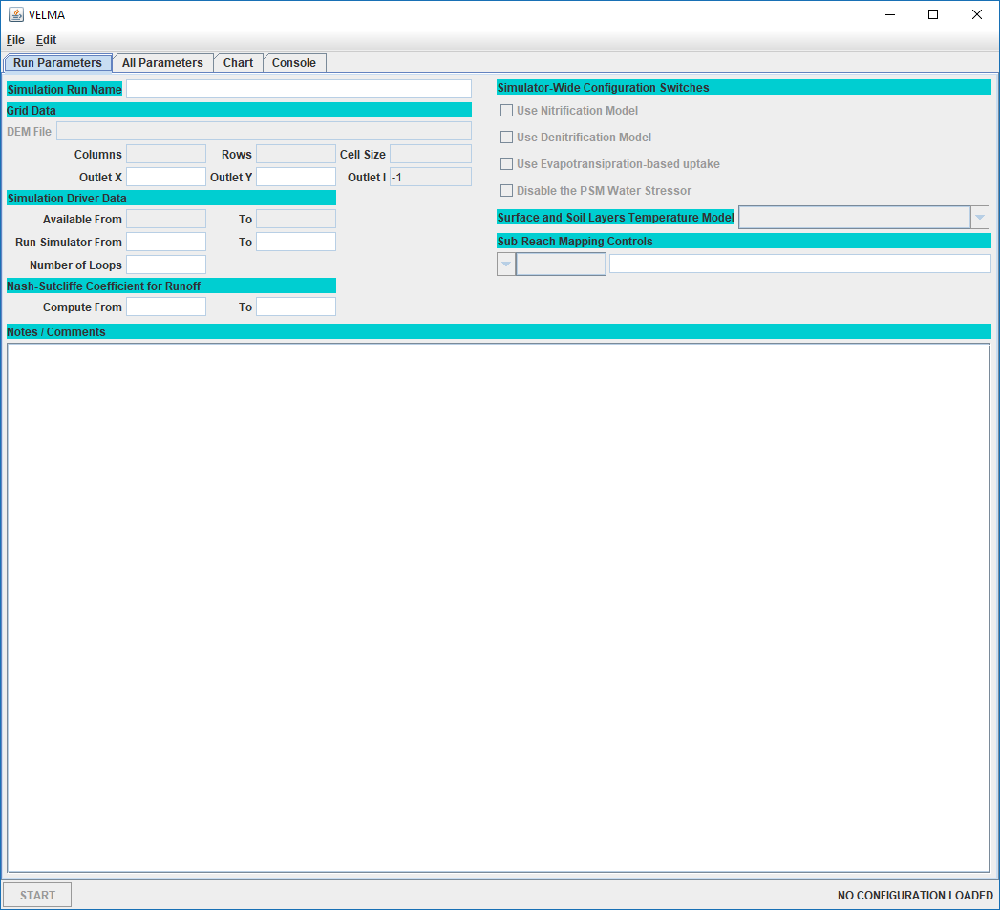 VELMA
File Edit
Run Parameters All Parameters Chart Console
Simulation Run Name
Grid Data
DEM File
Columns Rows Cell Size
Outlet X Outlet Y Outlet I -1
Simulation Driver Data
Available From To
Run Simulator From To
Number of Loops
Nash-Sutcliffe Coefficient for Runoff
Compute From To
Simulator-Wide Configuration Switches
Use Nitrification Model
Use Denitrification Model
Use Evapotranspiration-based uptake
Disable the PSM Water Stressor
Surface and Soil Layers Temperature Model
Sub-Reach Mapping Controls
Notes / Comments
START NO CONFIGURATION LOADED